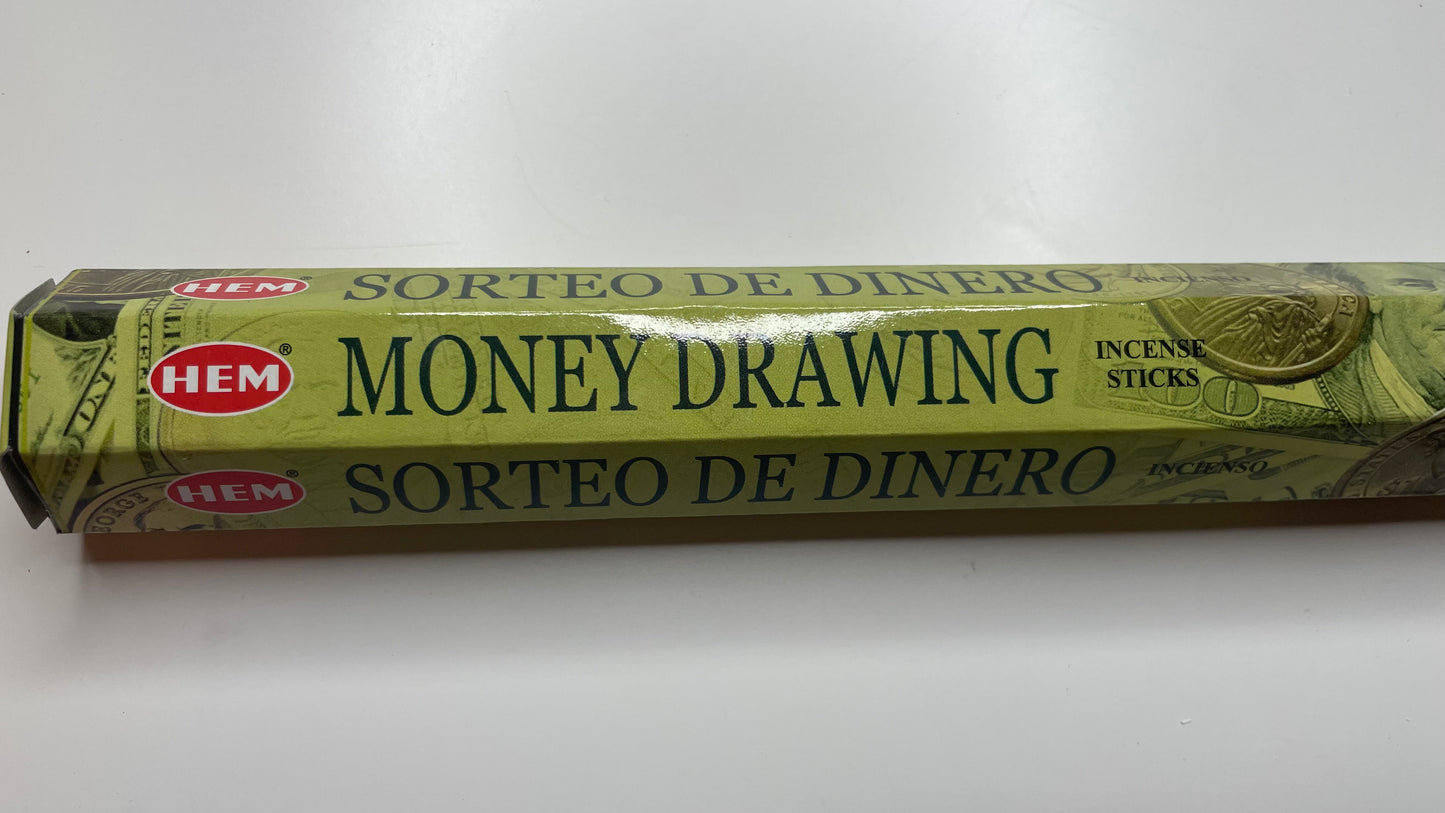 HEM®
SORTEO DE DINERO
HEM®
MONEY DRAWING
INCENSE
STICKS
HEM®
SORTEO DE DINERO
INCIENSO